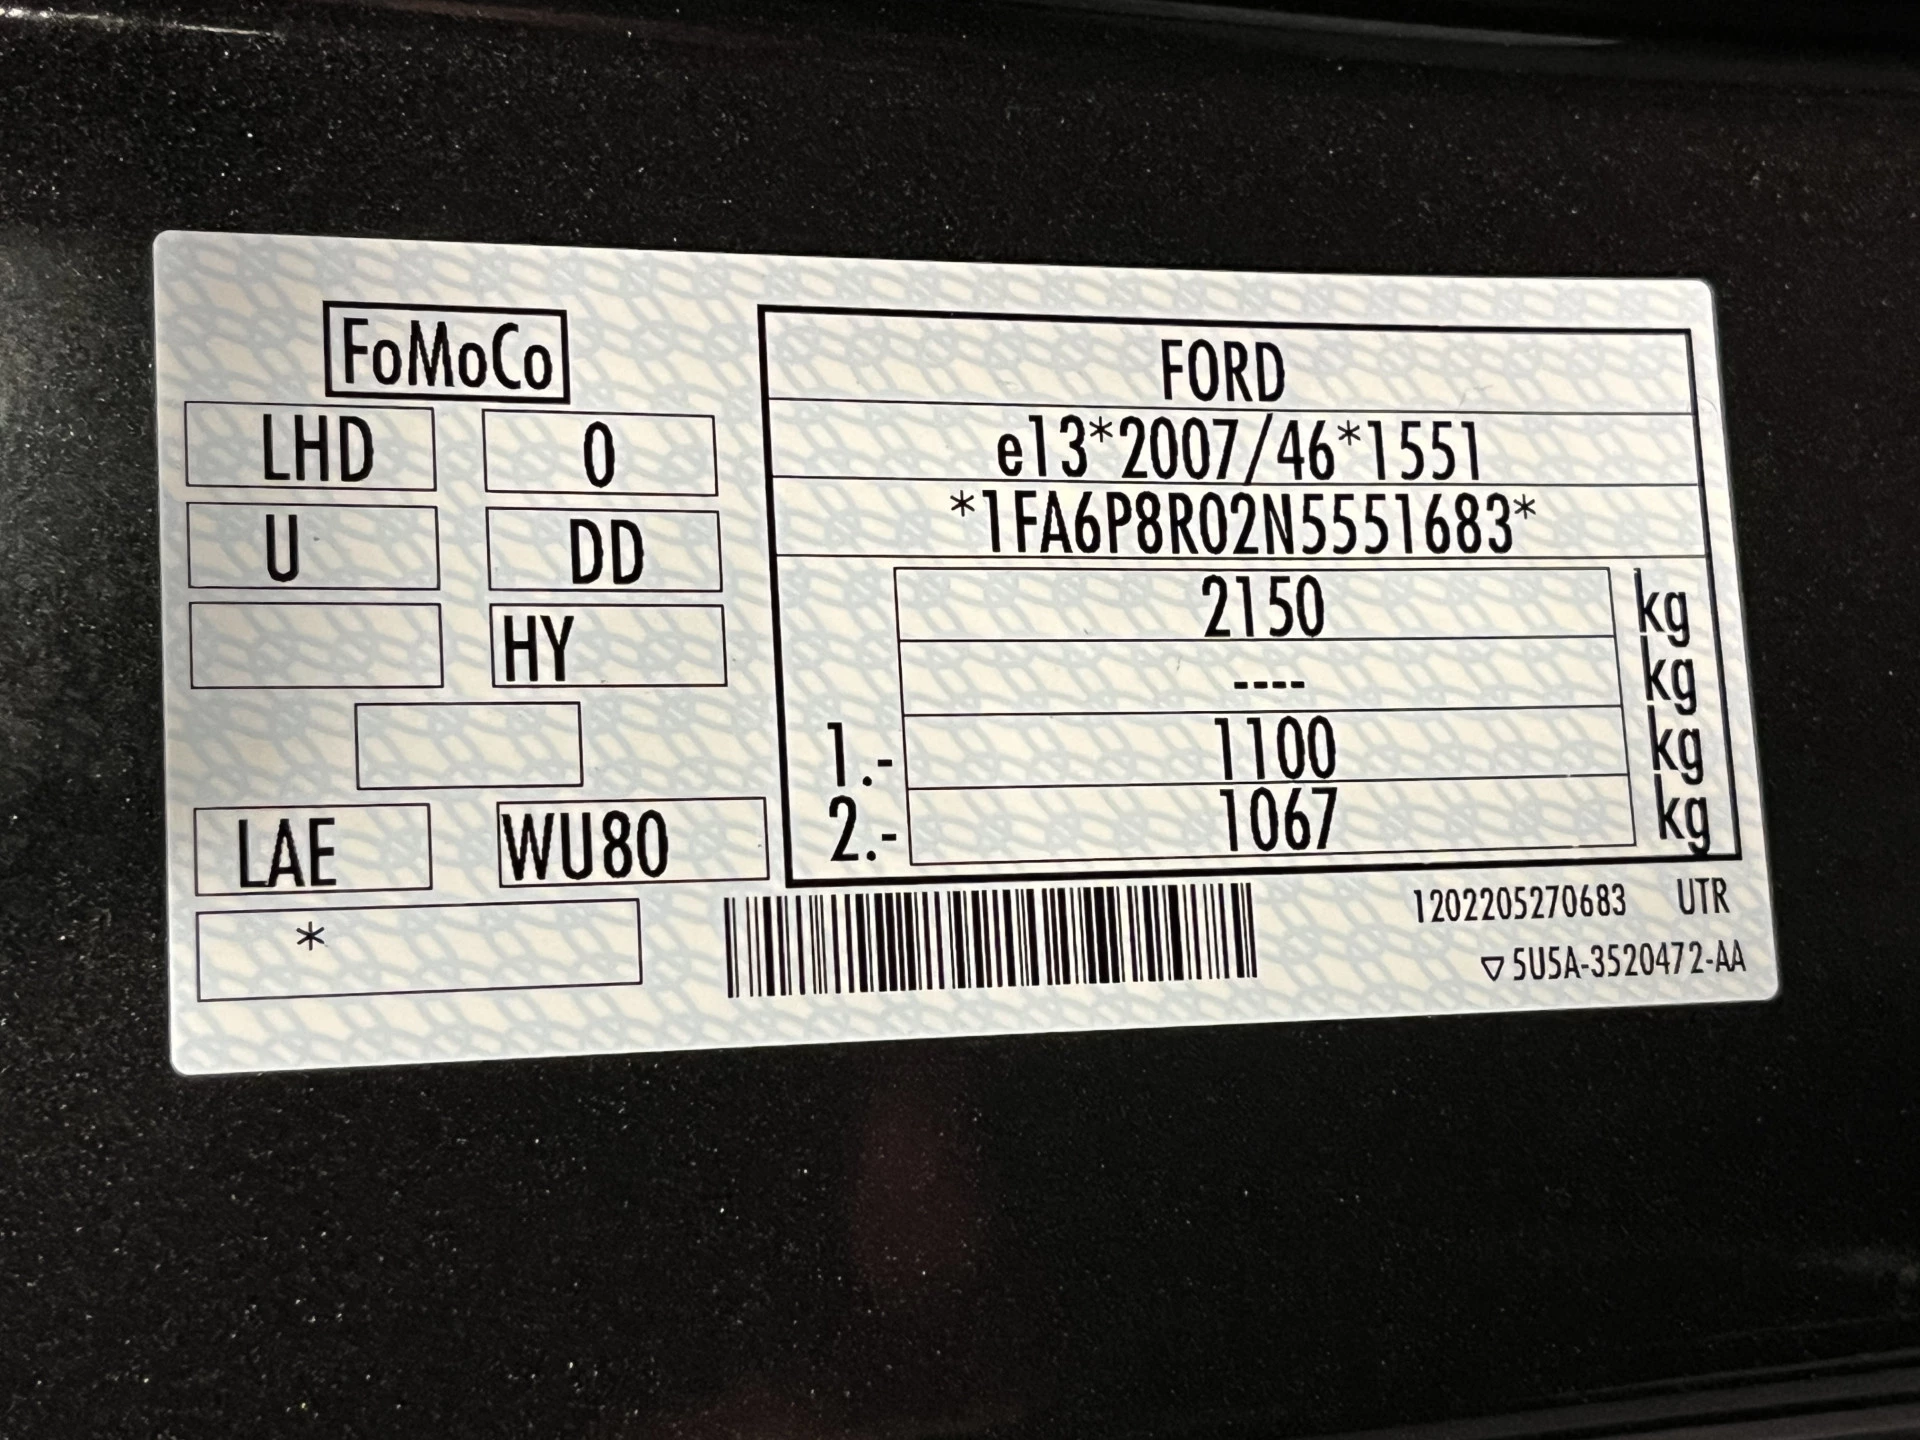 FoMoCo
LHD 0
U DD
HY
LAE WU80
*
FORD
e13*2007/46*1551
*1FA6P8R02N5551683*
2150 kg
---- kg
1.- 1100 kg
2.- 1067 kg
1202205270683 UTR
▽ 5U5A-3520472-AA